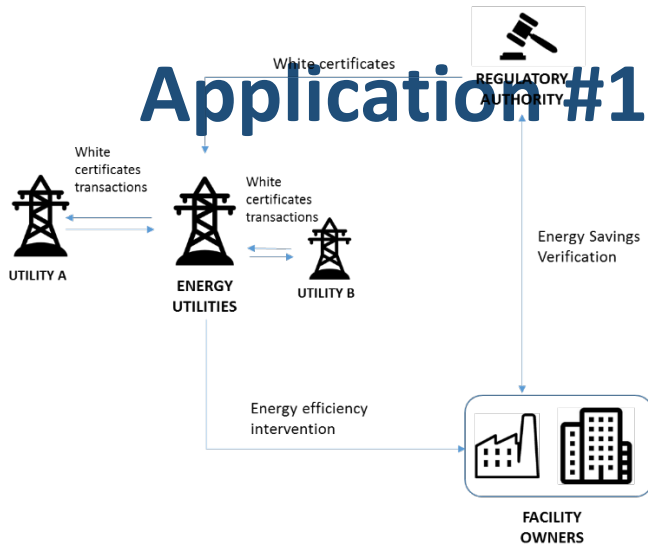 White certificates
Application #1
REGULATORY
AUTHORITY
White
certificates
transactions
White
certificates
transactions
Energy Savings
Verification
UTILITY A
ENERGY
UTILITIES
UTILITY B
Energy efficiency
intervention
FACILITY
OWNERS